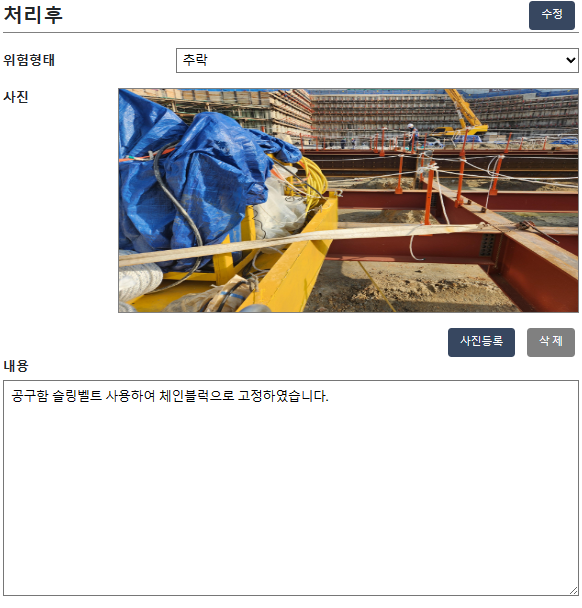 처리후
수정
위험형태
추락
사진
사진등록
삭제
내용
공구함 슬링벨트 사용하여 체인블럭으로 고정하였습니다.